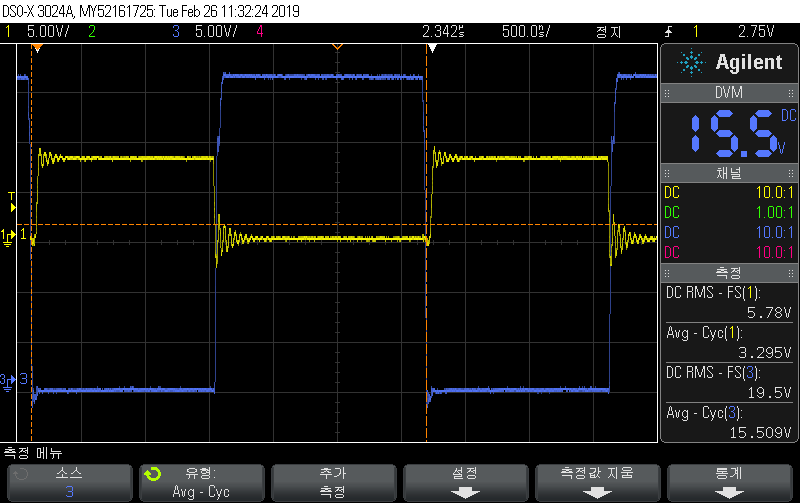 DSO-X 3024A, MY52161725: Tue Feb 26 11:32:24 2019
1 5.00V/ 2 3 5.00V/ 4 2.342s 500.0s/ 정지 1 2.75V
Agilent
DVM
DC
15.5
V
채널
DC 10.0:1
DC 1.00:1
DC 10.0:1
DC 10.0:1
측정
DC RMS - FS(1):
5.78V
Avg - Cyc(1):
3.295V
DC RMS - FS(3):
19.5V
Avg - Cyc(3):
15.509V
T
1 1
3 3
측정 메뉴
소스
3
유형:
Avg - Cyc
추가
측정
설정
측정값 지움
통계